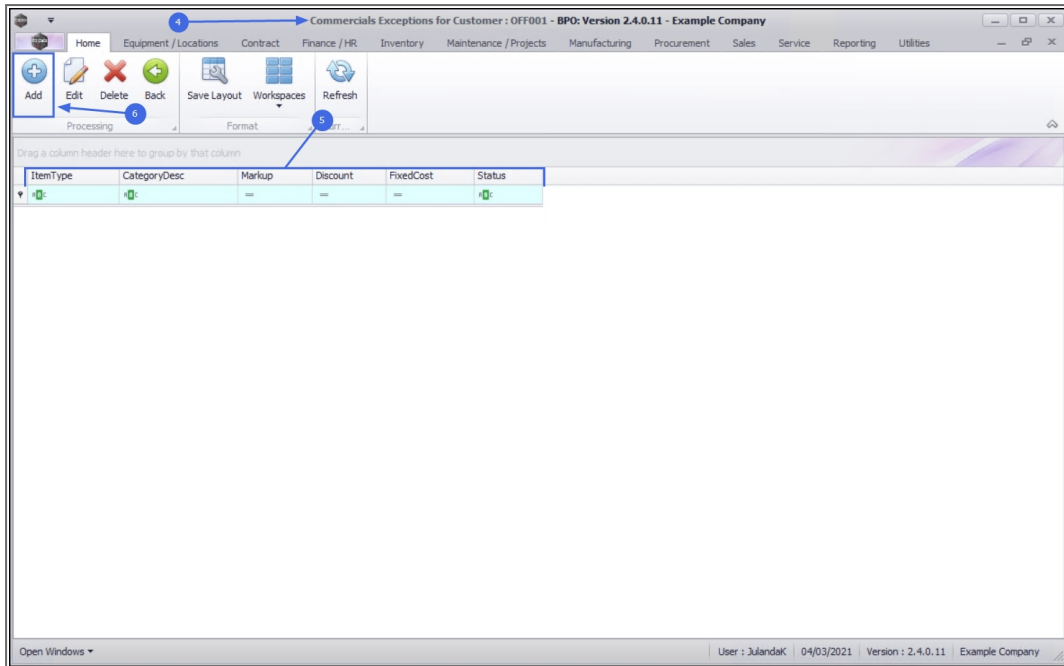 4
Commercials Exceptions for Customer : OFF001 - BPO: Version 2.4.0.11 - Example Company
Home Equipment / Locations Contract Finance / HR Inventory Maintenance / Projects Manufacturing Procurement Sales Service Reporting Utilities
Add Edit Delete Back Save Layout Workspaces Refresh
6
5
Processing Format
Drag a column header here to group by that column
ItemType CategoryDesc Markup Discount FixedCost Status
ABC ABC = = = ABC
Open Windows User : JulandaK 04/03/2021 Version : 2.4.0.11 Example Company